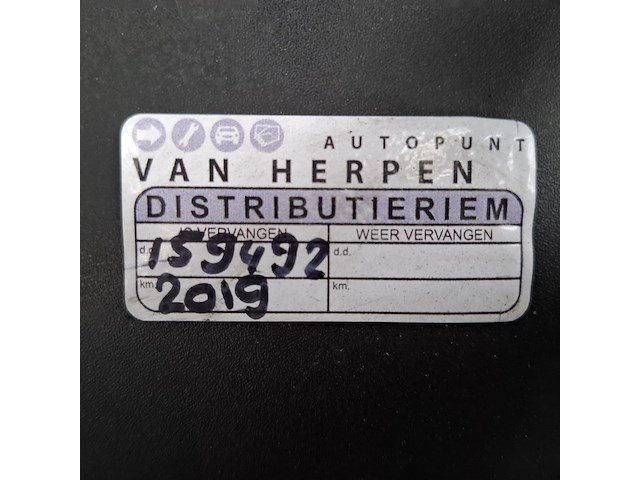 AUTOPUNT
VAN HERPEN
DISTRIBUTIERIEM
IS VERVANGEN WEER VERVANGEN
d.d. 159492 d.d.
km. 2019 km.